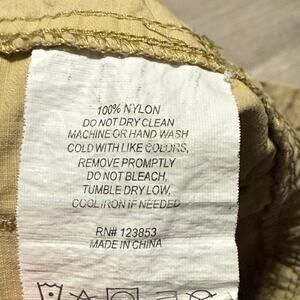 100% NYLON
DO NOT DRY CLEAN
MACHINE OR HAND WASH
COLD WITH LIKE COLORS,
REMOVE PROMPTLY
DO NOT BLEACH,
TUMBLE DRY LOW,
COOL IRON IF NEEDED
RN# 123853
MADE IN CHINA